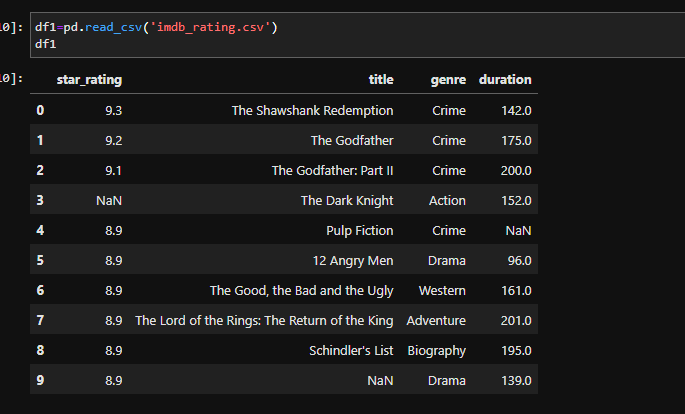 0]: df1=pd.read_csv('imdb_rating.csv')
df1
0]: star_rating title genre duration
0 9.3 The Shawshank Redemption Crime 142.0
1 9.2 The Godfather Crime 175.0
2 9.1 The Godfather: Part II Crime 200.0
3 NaN The Dark Knight Action 152.0
4 8.9 Pulp Fiction Crime NaN
5 8.9 12 Angry Men Drama 96.0
6 8.9 The Good, the Bad and the Ugly Western 161.0
7 8.9 The Lord of the Rings: The Return of the King Adventure 201.0
8 8.9 Schindler's List Biography 195.0
9 8.9 NaN Drama 139.0